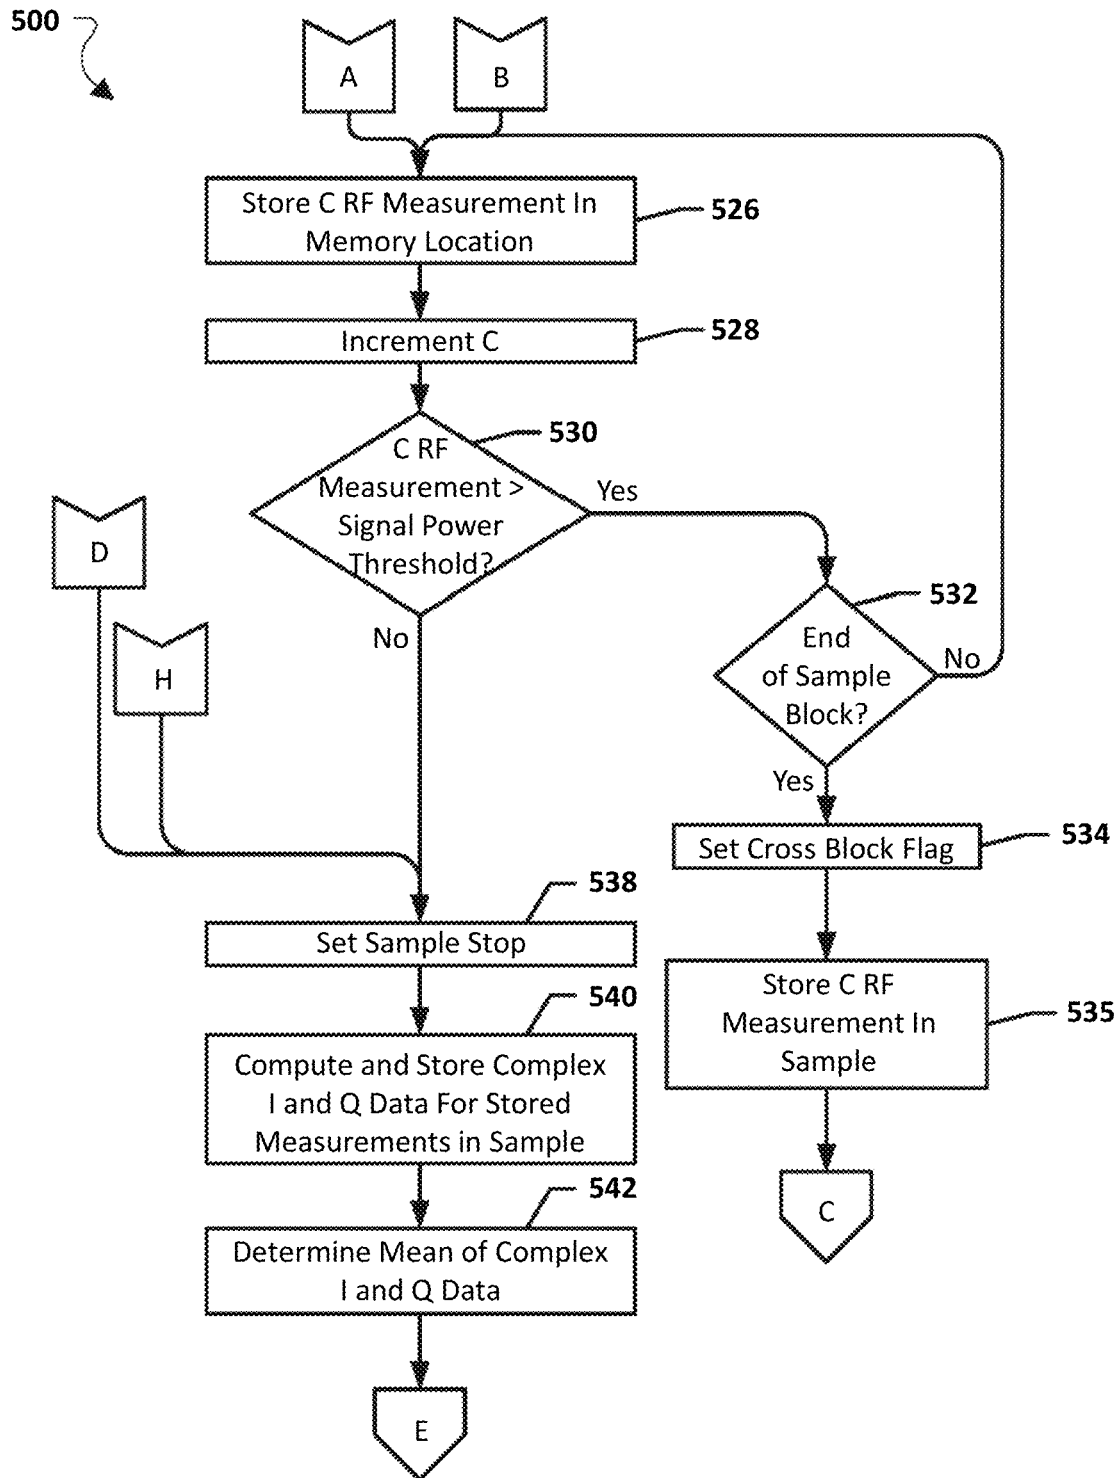 500
A
B
Store C RF Measurement In
Memory Location
526
Increment C
528
C RF
Measurement >
Signal Power
Threshold?
530
Yes
No
D
H
End
of Sample
Block?
532
No
Yes
Set Cross Block Flag
534
Store C RF
Measurement In
Sample
535
C
Set Sample Stop
538
Compute and Store Complex
I and Q Data For Stored
Measurements in Sample
540
Determine Mean of Complex
I and Q Data
542
E